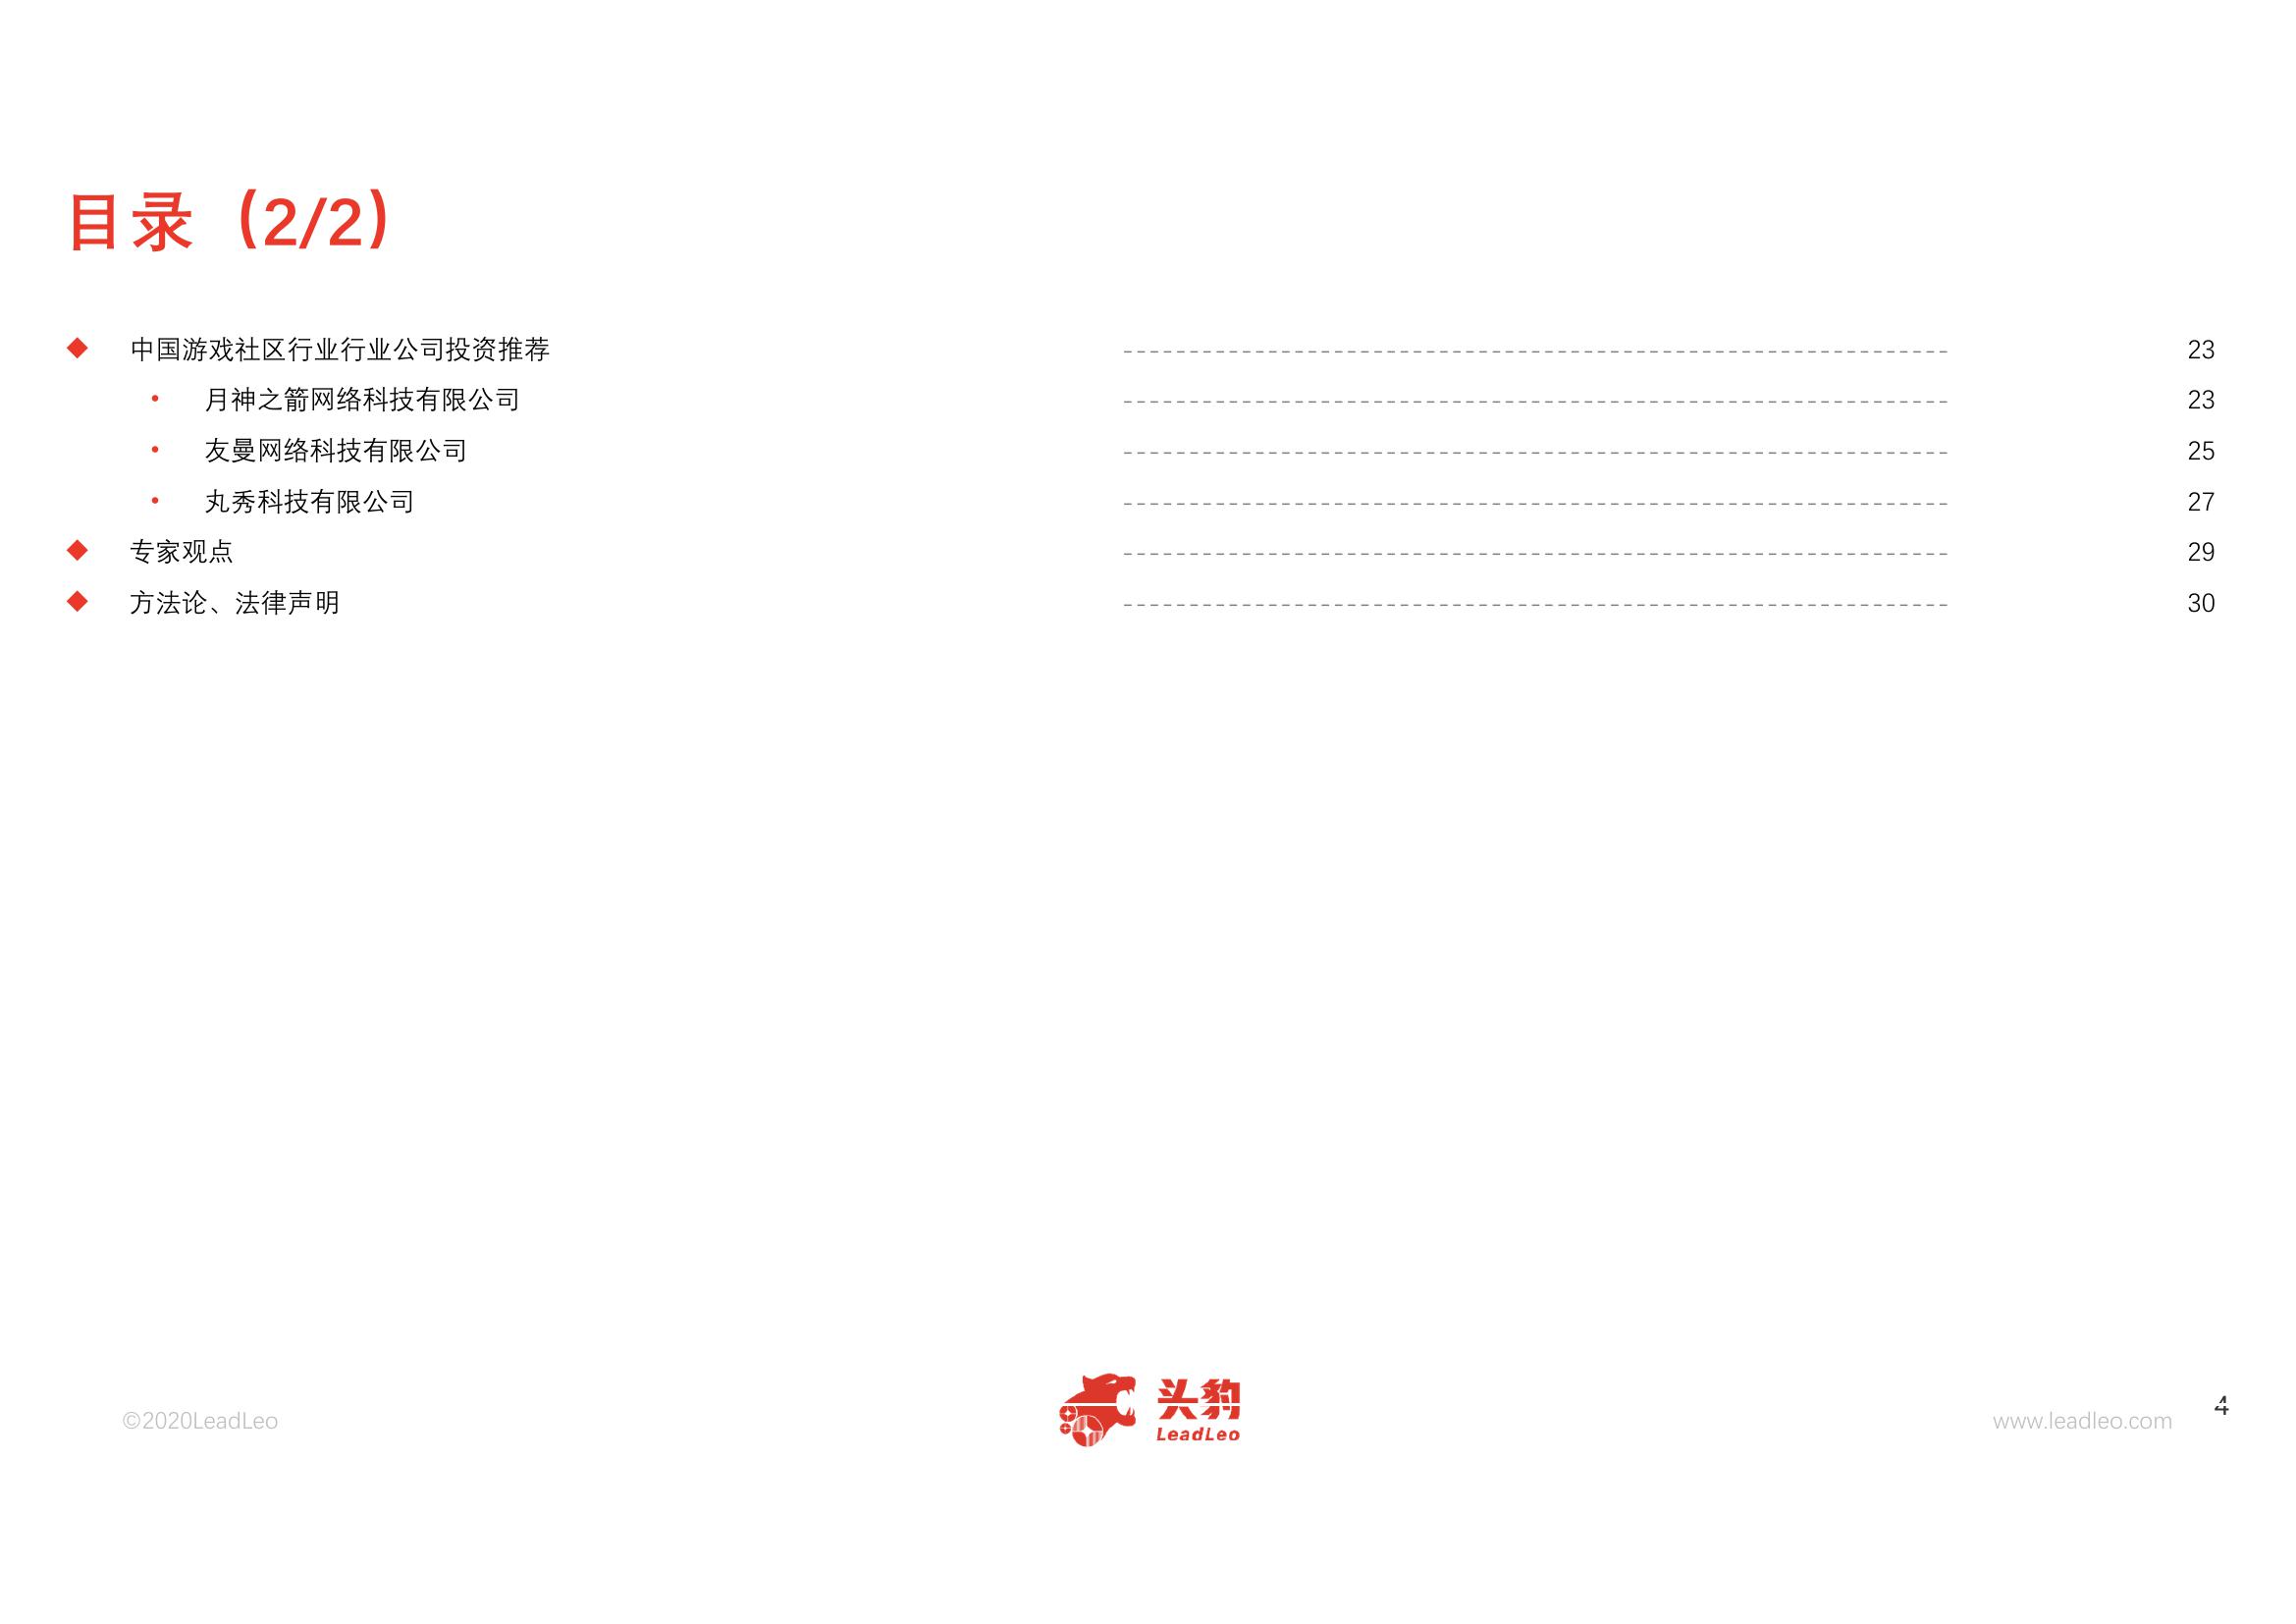 目录（2/2）
中国游戏社区行业行业公司投资推荐 ------------------------------------------------------------- 23
月神之箭网络科技有限公司 ------------------------------------------------------------- 23
友曼网络科技有限公司 ------------------------------------------------------------- 25
丸秀科技有限公司 ------------------------------------------------------------- 27
专家观点 ------------------------------------------------------------- 29
方法论、法律声明 ------------------------------------------------------------- 30
©2020LeadLeo
头豹
LeadLeo
www.leadleo.com
4